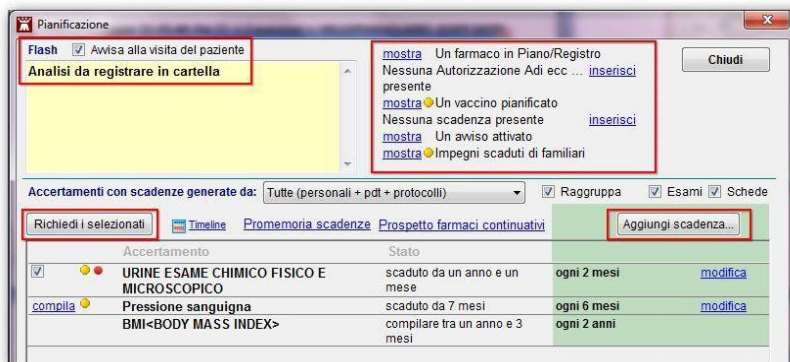 Pianificazione
Flash Avvisa alla visita del paziente
Analisi da registrare in cartella
mostra Un farmaco in Piano/Registro
Nessuna Autorizzazione Adi ecc ... inserisci
presente
mostra Un vaccino pianificato
Nessuna scadenza presente inserisci
mostra Un avviso attivato
mostra Impegni scaduti di familiari
Chiudi
Accertamenti con scadenze generate da: Tutte (personali + pdt + protocolli) Raggruppa Esami Schede
Richiedi i selezionati Timeline Promemoria scadenze Prospetto farmaci continuativi Aggiungi scadenza...
Accertamento Stato
URINE ESAME CHIMICO FISICO E scaduto da un anno e un ogni 2 mesi modifica
MICROSCOPICO mese
compila Pressione sanguigna scaduto da 7 mesi ogni 6 mesi modifica
BMI<BODY MASS INDEX> compilare tra un anno e 3 ogni 2 anni
mesi